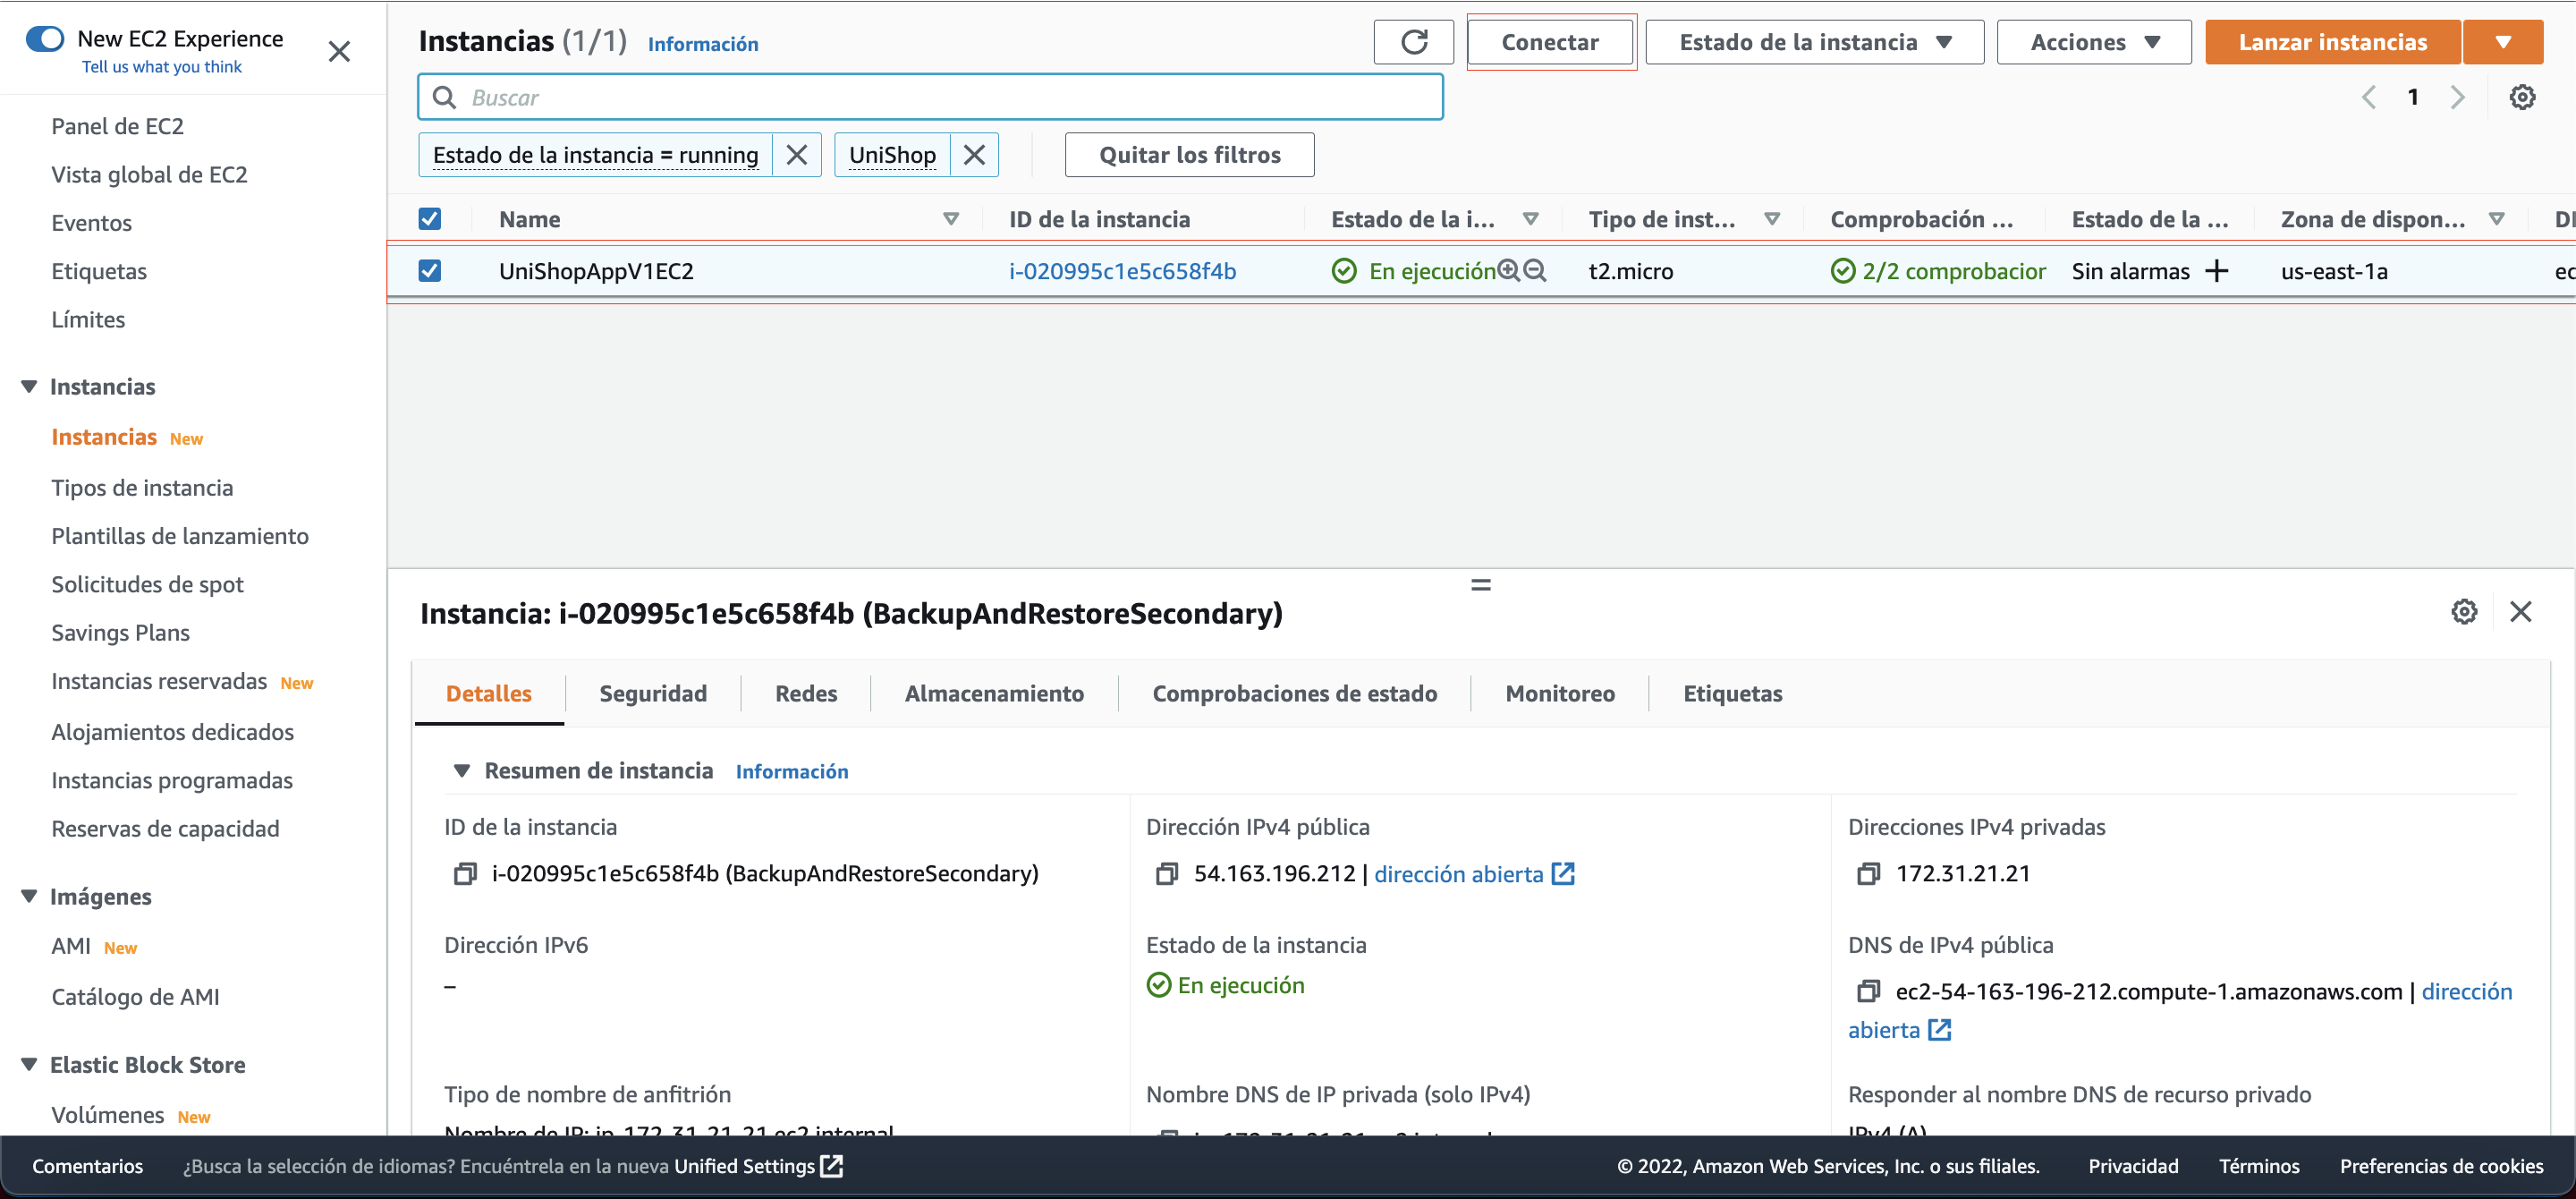 New EC2 Experience
Tell us what you think
Panel de EC2
Vista global de EC2
Eventos
Etiquetas
Límites
Instancias
Instancias New
Tipos de instancia
Plantillas de lanzamiento
Solicitudes de spot
Savings Plans
Instancias reservadas New
Alojamientos dedicados
Instancias programadas
Reservas de capacidad
Imágenes
AMI New
Catálogo de AMI
Elastic Block Store
Volúmenes New
Instancias (1/1) Información
Conectar
Estado de la instancia
Acciones
Lanzar instancias
Buscar
1
Estado de la instancia = running
UniShop
Quitar los filtros
Name ID de la instancia Estado de la i... Tipo de inst... Comprobación ... Estado de la ... Zona de dispon...
UniShopAppV1EC2 i-020995c1e5c658f4b En ejecución t2.micro 2/2 comprobacior Sin alarmas + us-east-1a ec
Instancia: i-020995c1e5c658f4b (BackupAndRestoreSecondary)
Detalles Seguridad Redes Almacenamiento Comprobaciones de estado Monitoreo Etiquetas
Resumen de instancia Información
ID de la instancia
i-020995c1e5c658f4b (BackupAndRestoreSecondary)
Dirección IPv4 pública
54.163.196.212 | dirección abierta
Direcciones IPv4 privadas
172.31.21.21
Dirección IPv6
–
Estado de la instancia
En ejecución
DNS de IPv4 pública
ec2-54-163-196-212.compute-1.amazonaws.com | dirección
abierta
Tipo de nombre de anfitrión
Nombre de IP: ip-172-31-21-21.ec2.internal
Nombre DNS de IP privada (solo IPv4)
Responder al nombre DNS de recurso privado
IPv4 (A)
Comentarios ¿Busca la selección de idiomas? Encuéntrela en la nueva Unified Settings © 2022, Amazon Web Services, Inc. o sus filiales. Privacidad Términos Preferencias de cookies